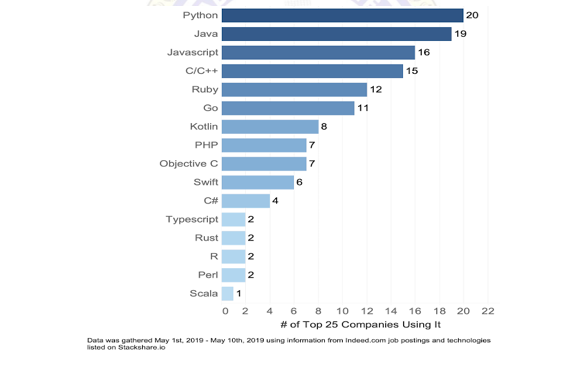 Python 20
Java 19
Javascript 16
C/C++ 15
Ruby 12
Go 11
Kotlin 8
PHP 7
Objective C 7
Swift 6
C# 4
Typescript 2
Rust 2
R 2
Perl 2
Scala 1
0 2 4 6 8 10 12 14 16 18 20 22
# of Top 25 Companies Using It
Data was gathered May 1st, 2019 - May 10th, 2019 using information from Indeed.com job postings and technologies
listed on Stackshare.io